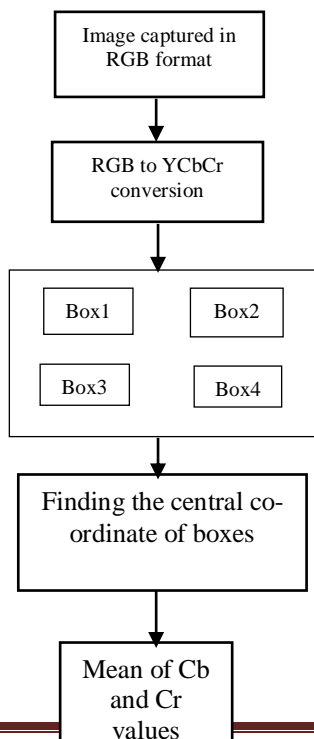 Image captured in
RGB format
RGB to YCbCr
conversion
Box1
Box2
Box3
Box4
Finding the central co-
ordinate of boxes
Mean of Cb
and Cr
values